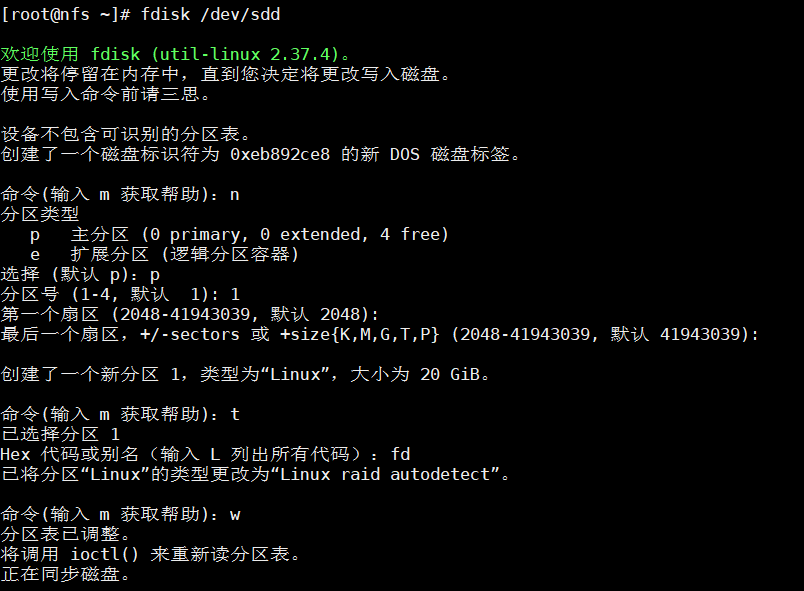 [root@nfs ~]# fdisk /dev/sdd
欢迎使用 fdisk (util-linux 2.37.4)。
更改将停留在内存中，直到您决定将更改写入磁盘。
使用写入命令前请三思。
设备不包含可识别的分区表。
创建了一个磁盘标识符为 0xeb892ce8 的新 DOS 磁盘标签。
命令(输入 m 获取帮助)：n
分区类型
p 主分区 (0 primary, 0 extended, 4 free)
e 扩展分区 (逻辑分区容器)
选择 (默认 p)：p
分区号 (1-4, 默认 1): 1
第一个扇区 (2048-41943039, 默认 2048):
最后一个扇区，+/-sectors 或 +size{K,M,G,T,P} (2048-41943039, 默认 41943039):
创建了一个新分区 1，类型为“Linux”，大小为 20 GiB。
命令(输入 m 获取帮助)：t
已选择分区 1
Hex 代码或别名（输入 L 列出所有代码）：fd
已将分区“Linux”的类型更改为“Linux raid autodetect”。
命令(输入 m 获取帮助)：w
分区表已调整。
将调用 ioctl() 来重新读分区表。
正在同步磁盘。